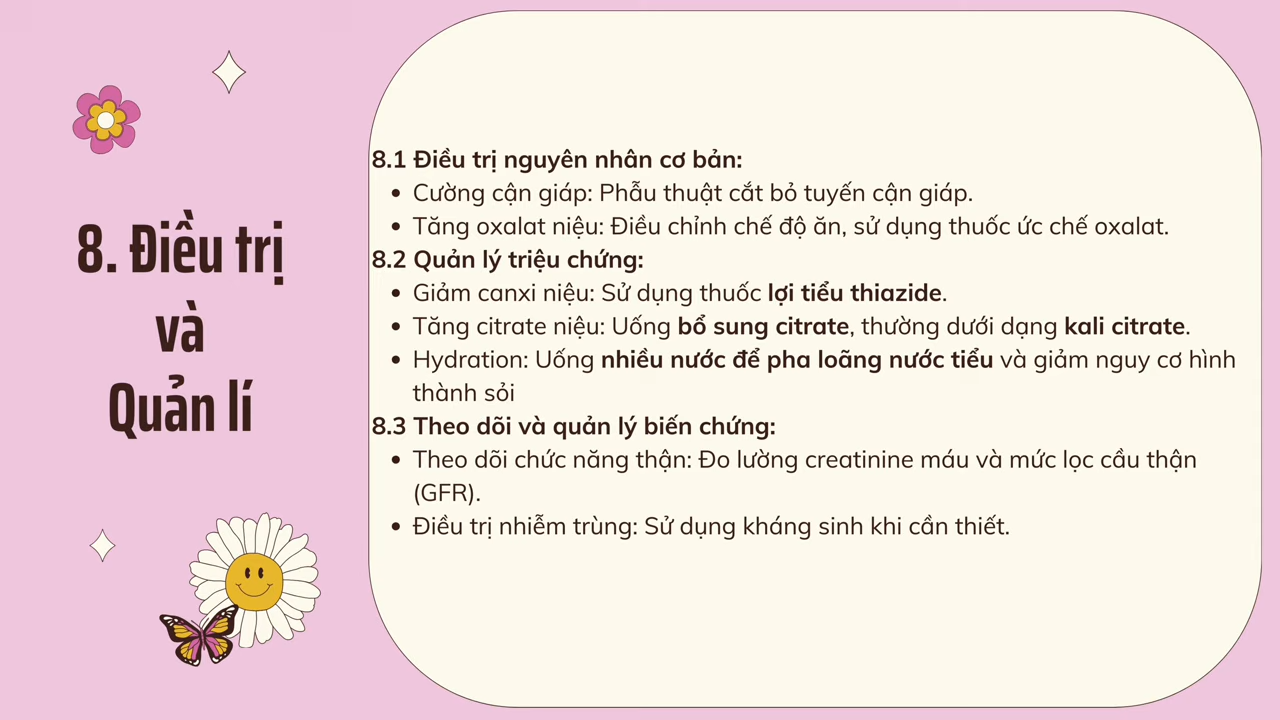 8. Điều trị
và
Quản lí
8.1 Điều trị nguyên nhân cơ bản:
• Cường cận giáp: Phẫu thuật cắt bỏ tuyến cận giáp.
• Tăng oxalat niệu: Điều chỉnh chế độ ăn, sử dụng thuốc ức chế oxalat.
8.2 Quản lý triệu chứng:
• Giảm canxi niệu: Sử dụng thuốc lợi tiểu thiazide.
• Tăng citrate niệu: Uống bổ sung citrate, thường dưới dạng kali citrate.
• Hydration: Uống nhiều nước để pha loãng nước tiểu và giảm nguy cơ hình
thành sỏi
8.3 Theo dõi và quản lý biến chứng:
• Theo dõi chức năng thận: Đo lường creatinine máu và mức lọc cầu thận
(GFR).
• Điều trị nhiễm trùng: Sử dụng kháng sinh khi cần thiết.